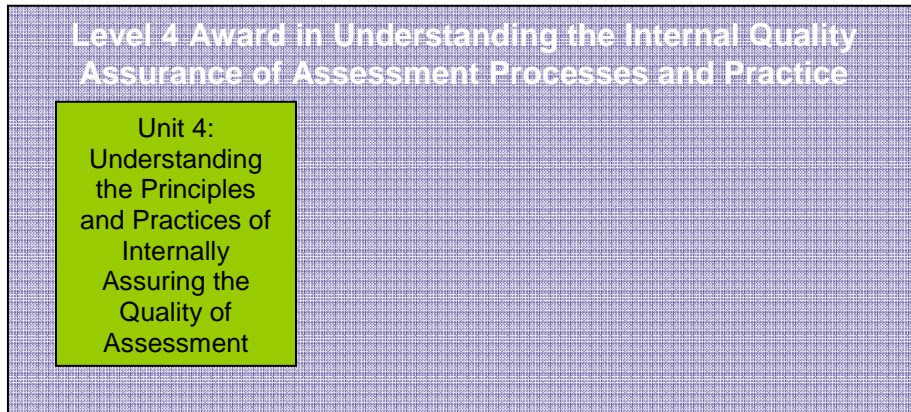 Level 4 Award in Understanding the Internal Quality
Assurance of Assessment Processes and Practice
Unit 4:
Understanding
the Principles
and Practices of
Internally
Assuring the
Quality of
Assessment